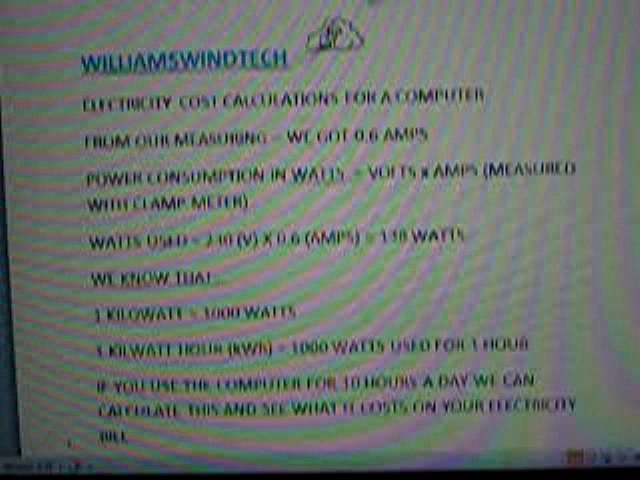 WILLIAMSWINDTECH
ELECTRICITY COST CALCULATIONS FOR A COMPUTER
FROM OUR MEASURING - WE GOT 0.6 AMPS
POWER CONSUMPTION IN WATTS = VOLTS X AMPS (MEASURED
WITH CLAMP METER)
WATTS USED = 230 (V) X 0.6 (AMPS) = 138 WATTS
WE KNOW THAT
1 KILOWATT = 1000 WATTS
1 KILWATT HOUR (kWh) = 1000 WATTS USED FOR 1 HOUR
IF YOU USE THE COMPUTER FOR 10 HOURS A DAY WE CAN
CALCULATE THIS AND SEE WHAT IT COSTS ON YOUR ELECTRICITY
BILL